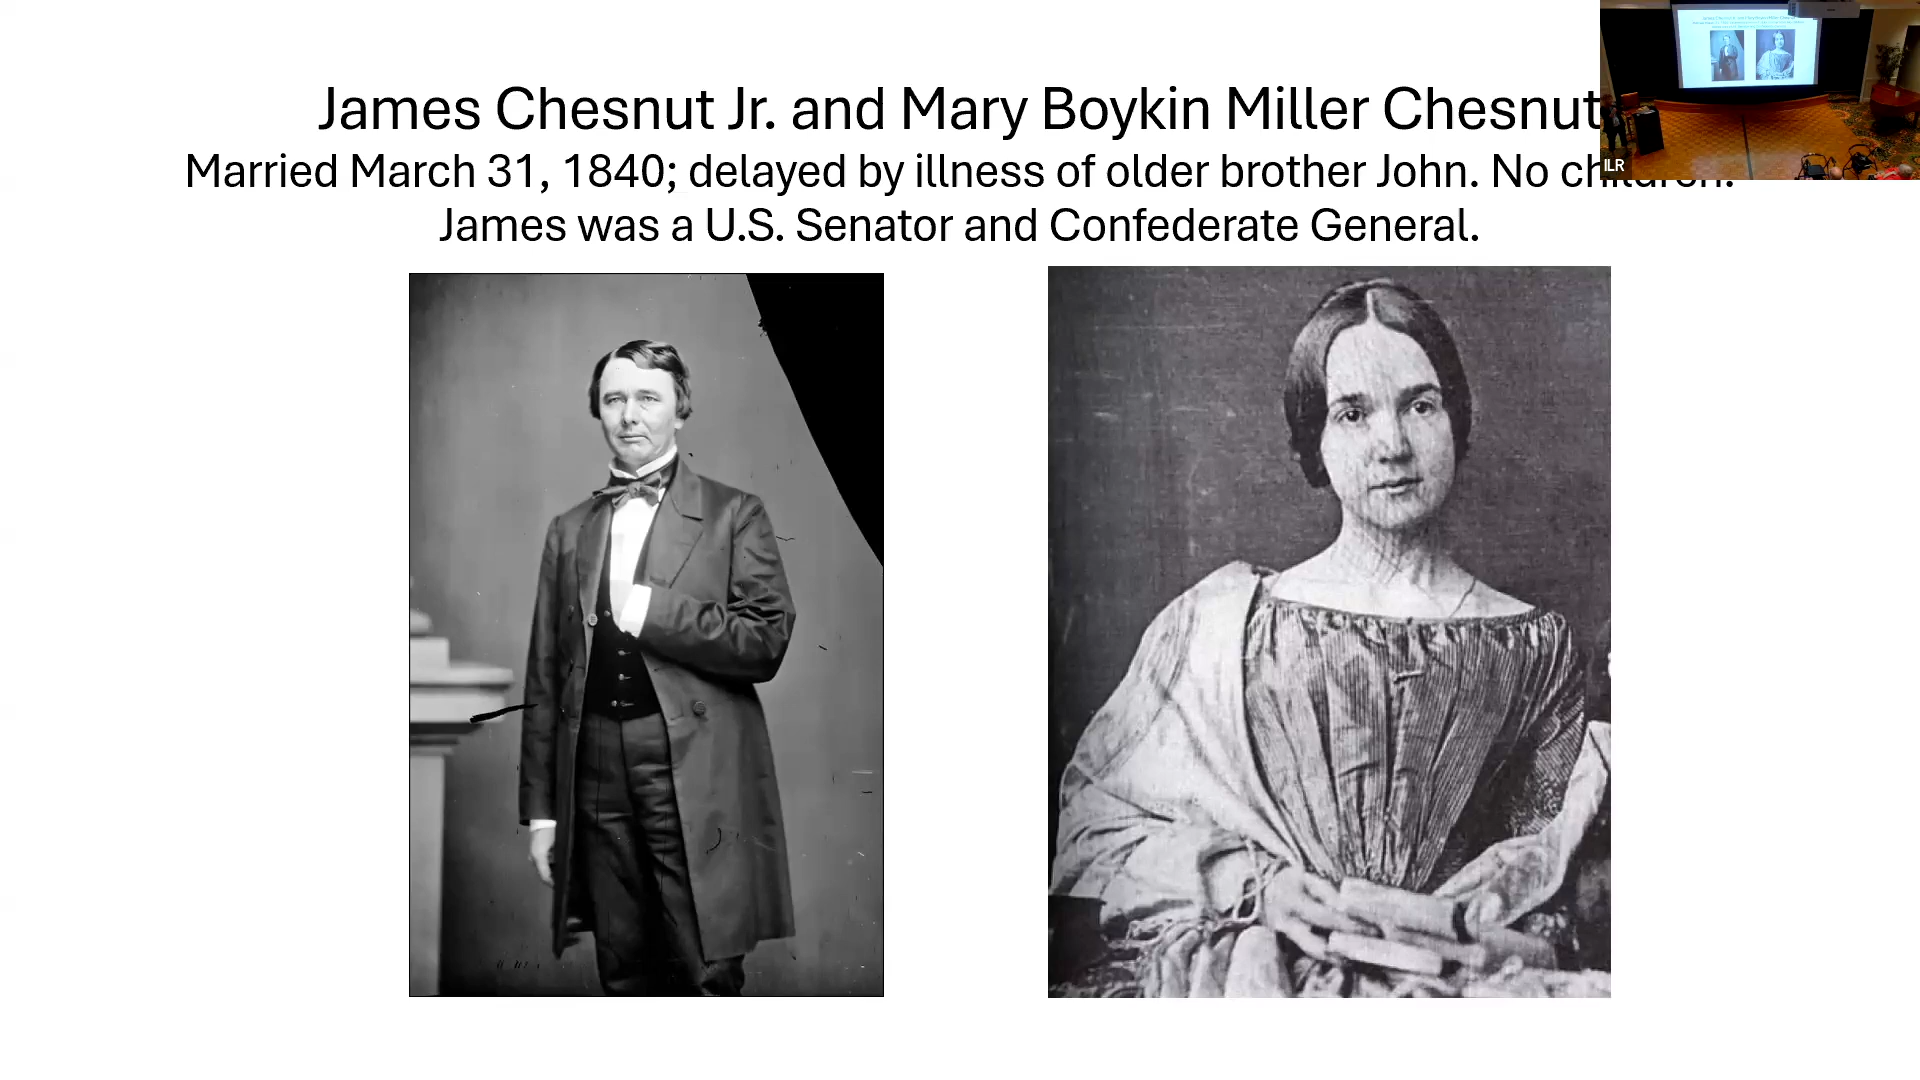 James Chesnut Jr. and Mary Boykin Miller Chesnut
Married March 31, 1840; delayed by illness of older brother John. No children.
James was a U.S. Senator and Confederate General.
ILR